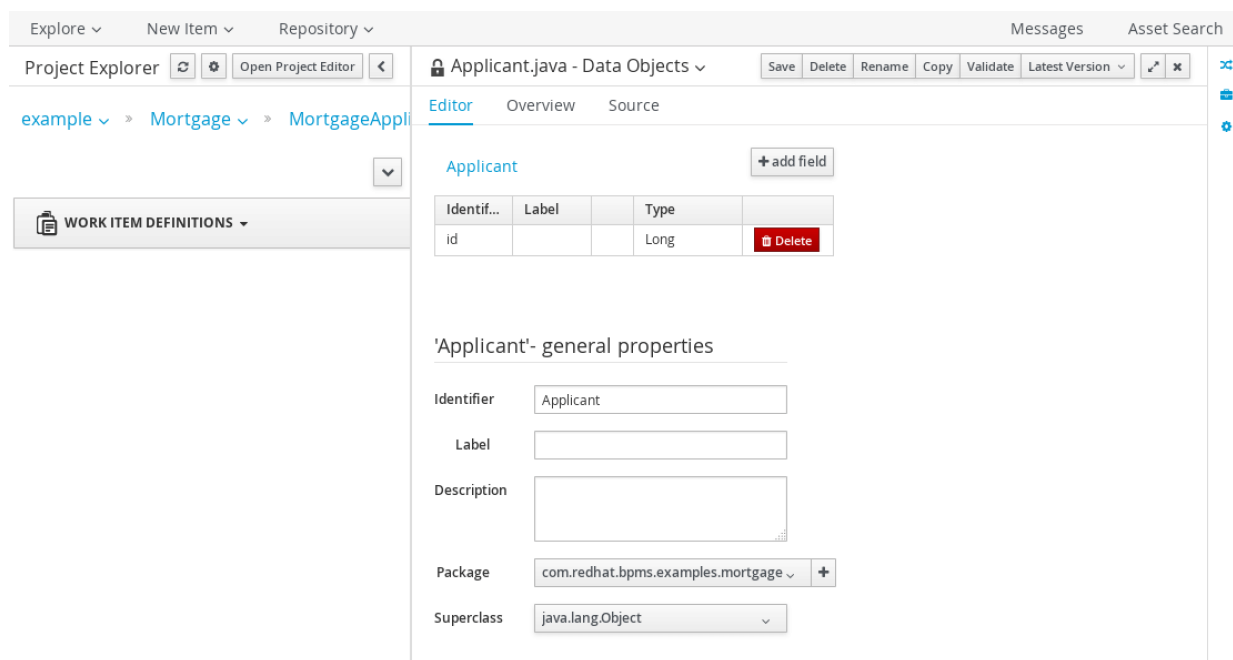 Explore New Item Repository Messages Asset Search
Project Explorer Open Project Editor
Applicant.java - Data Objects Save Delete Rename Copy Validate Latest Version
example » Mortgage » MortgageAppli
Editor Overview Source
Applicant + add field
Identif... Label Type
id Long Delete
WORK ITEM DEFINITIONS
'Applicant'- general properties
Identifier Applicant
Label
Description
Package com.redhat.bpms.examples.mortgage +
Superclass java.lang.Object